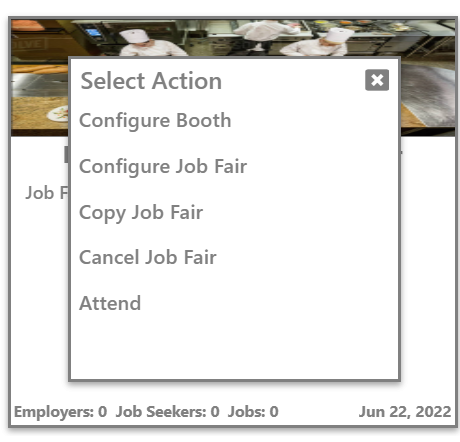 Select Action
Configure Booth
Configure Job Fair
Job F
Copy Job Fair
Cancel Job Fair
Attend
Employers: 0 Job Seekers: 0 Jobs: 0 Jun 22, 2022